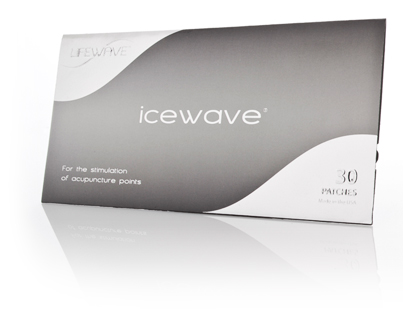 LIFEWAVE
icewave
For the stimulation
of acupuncture points
30
PATCHES